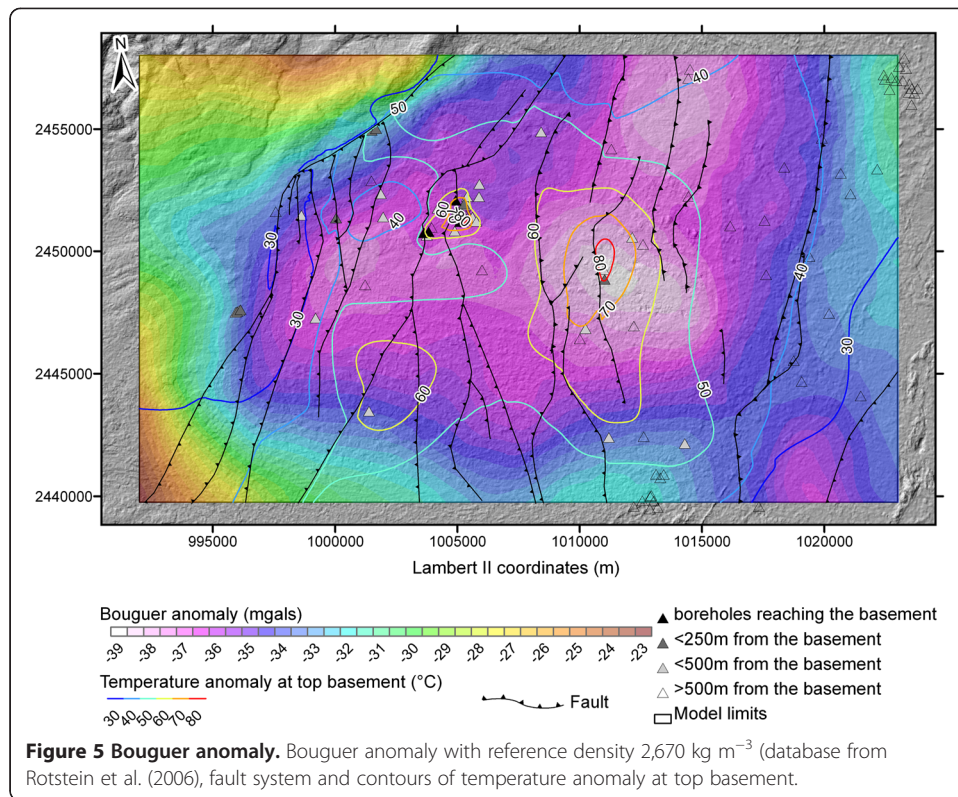 N
2455000
2450000
2445000
2440000
50
40
40
60
80
60
80
70
40
30
30
60
50
30
995000 1000000 1005000 1010000 1015000 1020000
Lambert II coordinates (m)
Bouguer anomaly (mgals)
-39 -38 -37 -36 -35 -34 -33 -32 -31 -30 -29 -28 -27 -26 -25 -24 -23
Temperature anomaly at top basement (°C)
30 40 50 60 70 80
Fault
boreholes reaching the basement
<250m from the basement
<500m from the basement
>500m from the basement
Model limits
Figure 5 Bouguer anomaly. Bouguer anomaly with reference density 2,670 kg m−3 (database from
Rotstein et al. (2006), fault system and contours of temperature anomaly at top basement.